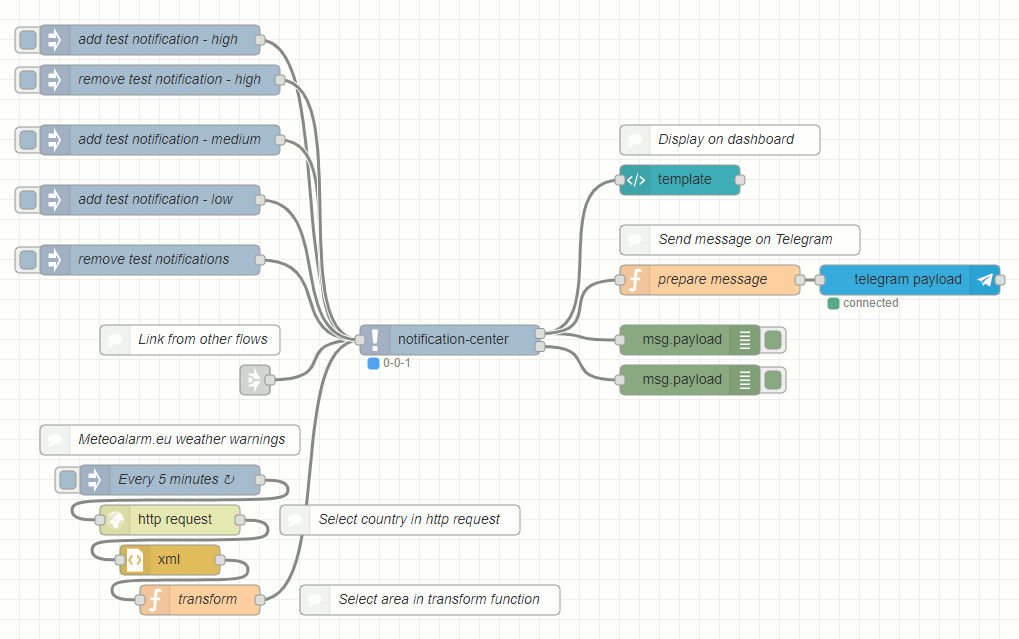 add test notification - high
remove test notification - high
add test notification - medium
add test notification - low
remove test notifications
Link from other flows
notification-center
0-0-1
Display on dashboard
template
Send message on Telegram
prepare message
telegram payload
connected
msg.payload
msg.payload
Meteoalarm.eu weather warnings
Every 5 minutes ↻
http request
Select country in http request
xml
transform
Select area in transform function